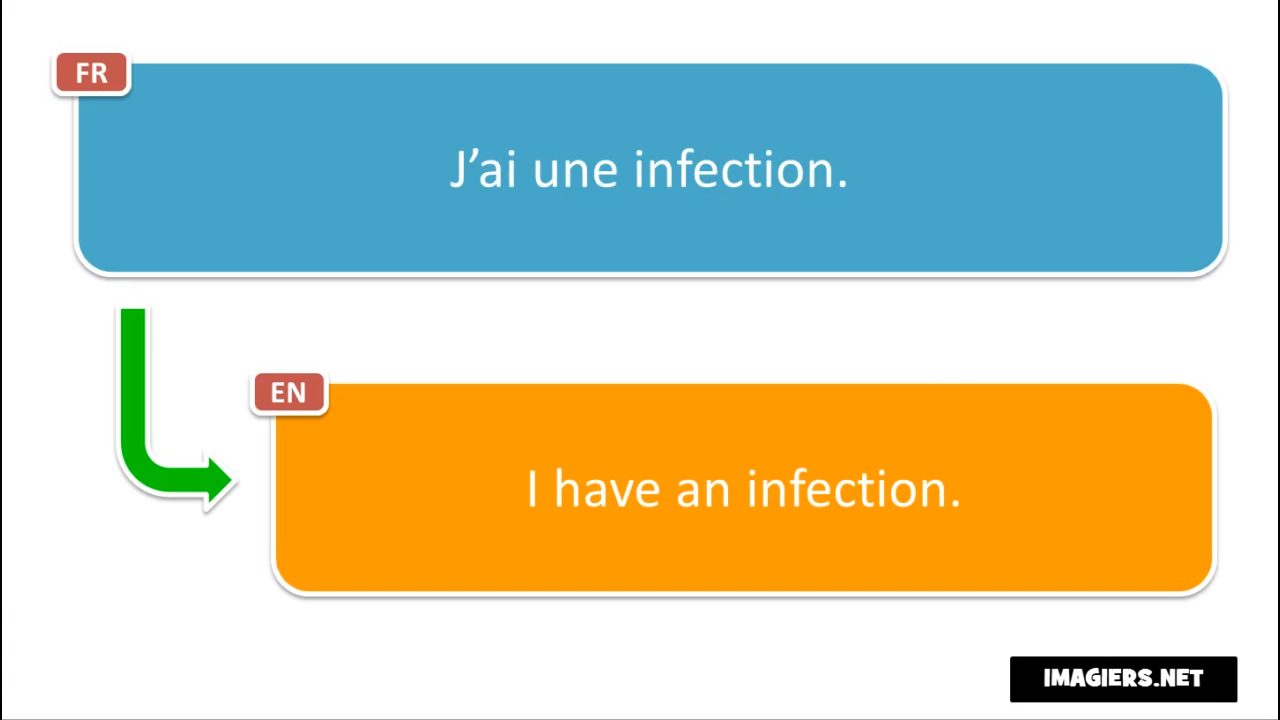 FR
J’ai une infection.
EN
I have an infection.
IMAGIERS.NET